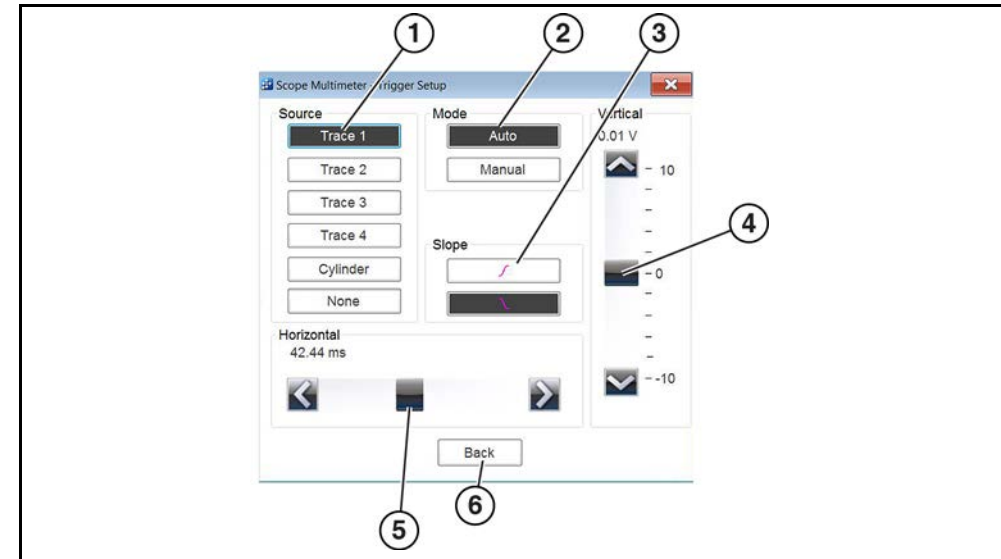 1 2 3
Scope Multimeter - Trigger Setup
Source Mode Vertical
Trace 1 Auto 0.01 V
Trace 2 Manual 10
Trace 3
Trace 4 Slope 4
Cylinder 0
None
Horizontal
42.44 ms
-10
Back
5 6